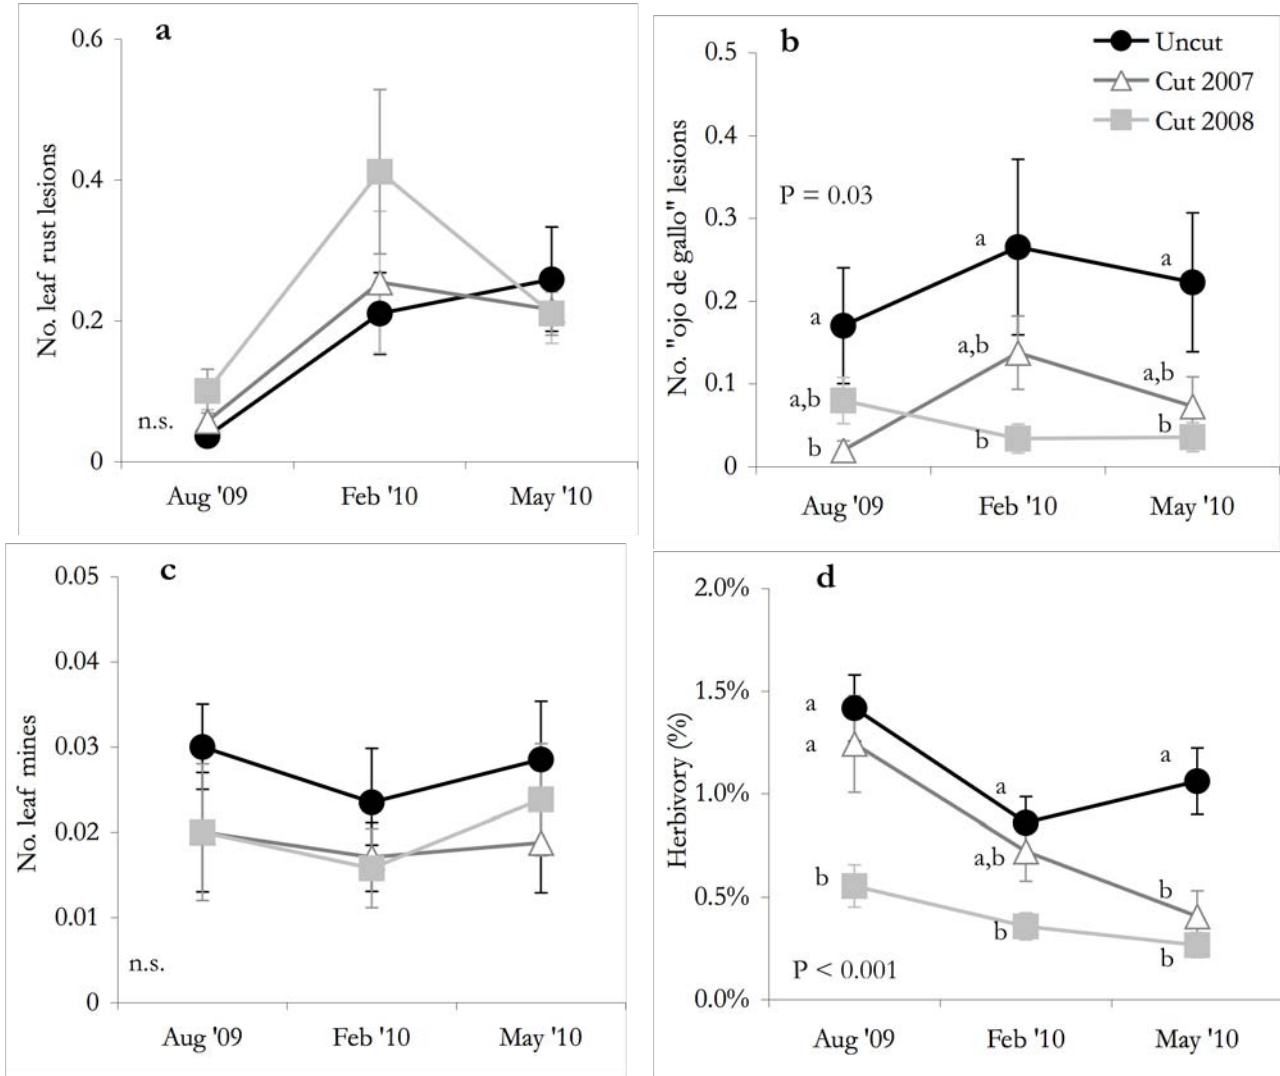 a
No. leaf rust lesions
0.6
0.4
0.2
0
n.s.
Aug '09 Feb '10 May '10
b
No. "ojo de gallo" lesions
0.5
0.4
0.3
0.2
0.1
0
Uncut
Cut 2007
Cut 2008
P = 0.03
a
a
a
a,b
a,b
a,b
b
b
b
Aug '09 Feb '10 May '10
c
No. leaf mines
0.05
0.04
0.03
0.02
0.01
0
n.s.
Aug '09 Feb '10 May '10
d
Herbivory (%)
2.0%
1.5%
1.0%
0.5%
0.0%
a
a
a
a
a,b
b
b
b
b
P < 0.001
Aug '09 Feb '10 May '10